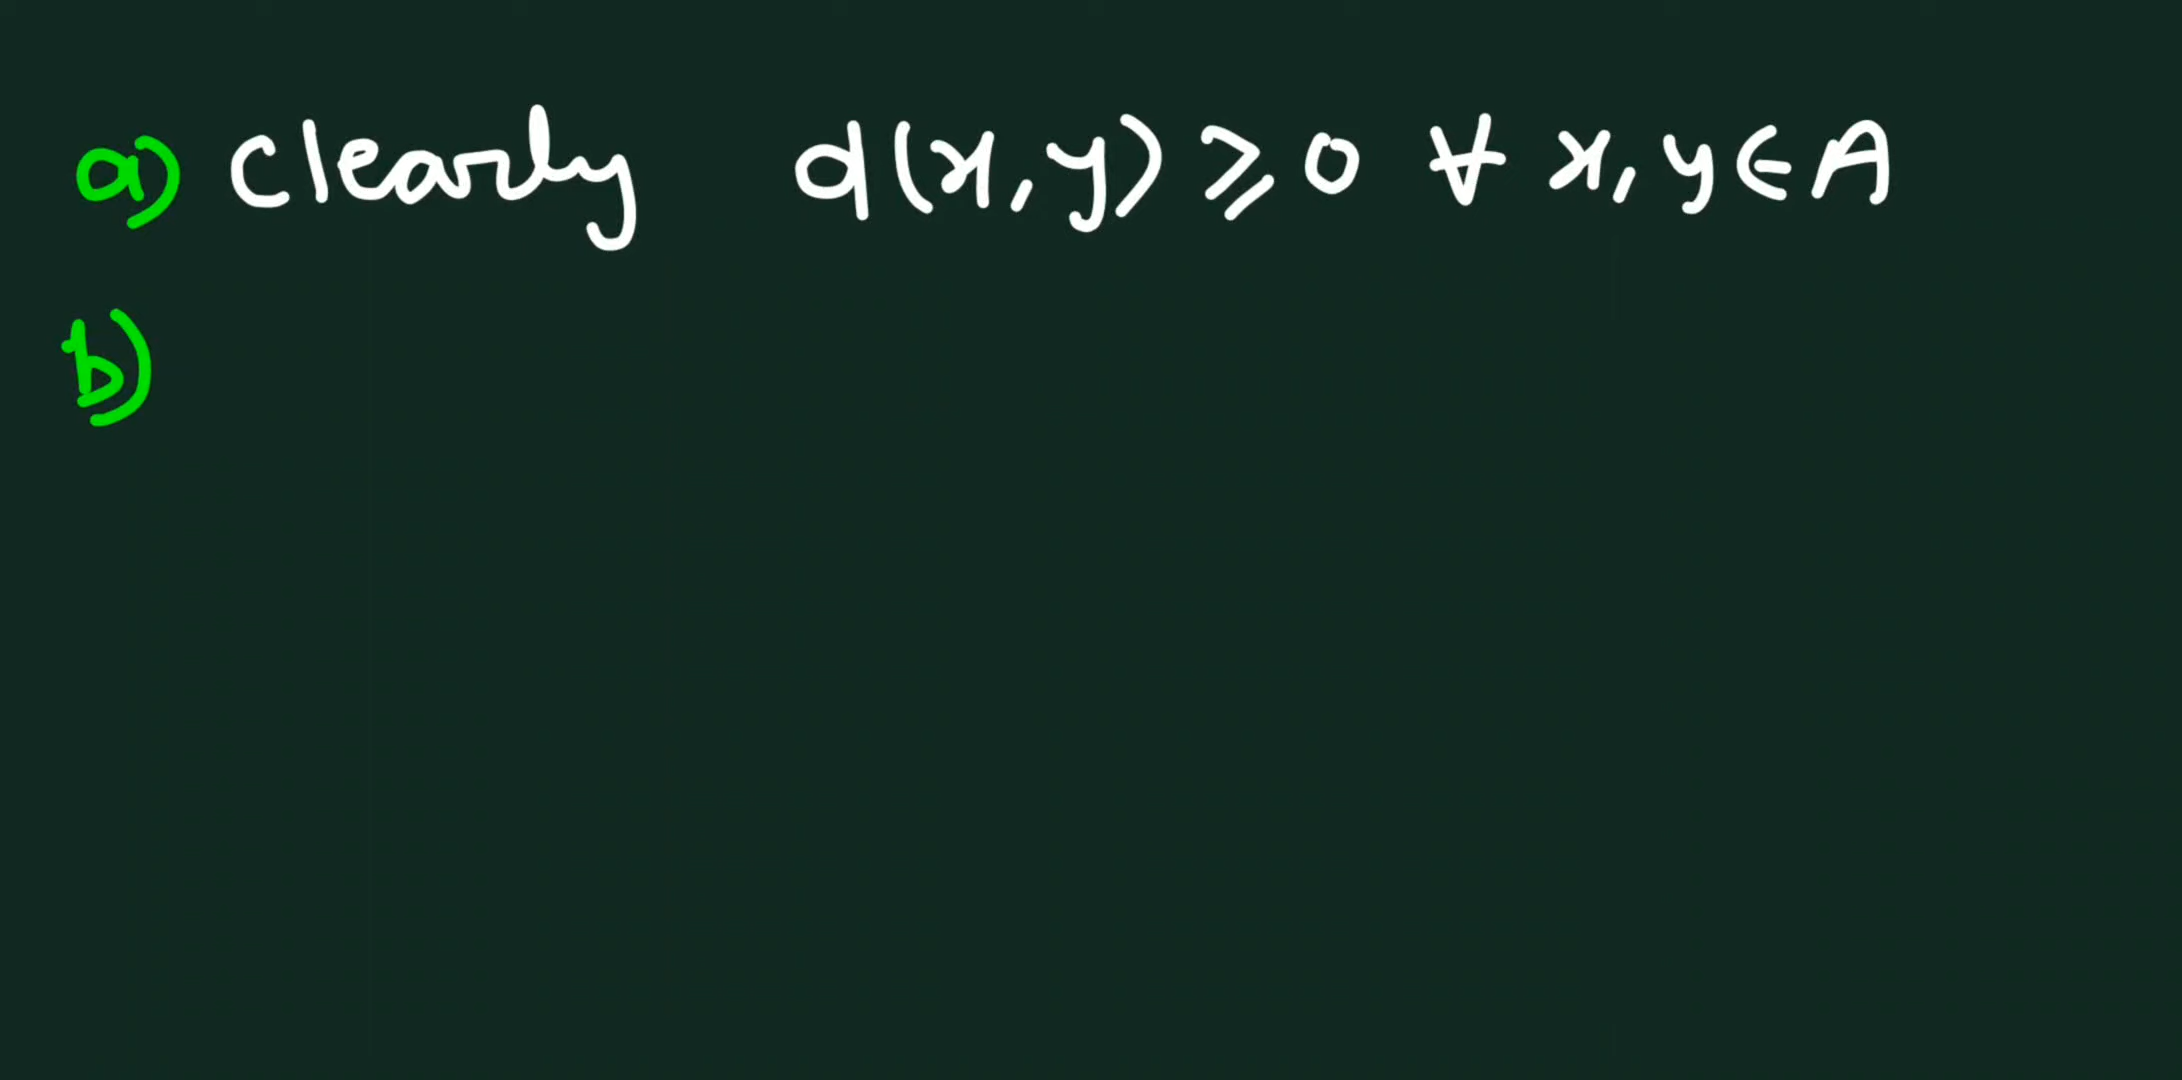 a) clearly d(x,y) ⩾ 0 ∀ x, y ∈ A
b)